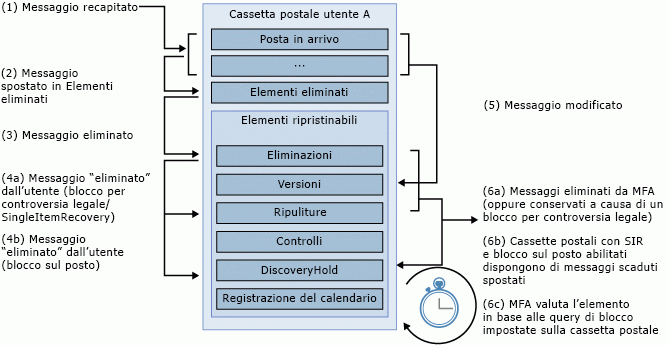 (1) Messaggio recapitato
(2) Messaggio
spostato in Elementi
eliminati
(3) Messaggio eliminato
(4a) Messaggio “eliminato”
dall’utente (blocco per
controversia legale/
SingleItemRecovery)
(4b) Messaggio
“eliminato” dall’utente
(blocco sul posto)
Cassetta postale utente A
Posta in arrivo
...
Elementi eliminati
Elementi ripristinabili
Eliminazioni
Versioni
Ripuliture
Controlli
DiscoveryHold
Registrazione del calendario
(5) Messaggio modificato
(6a) Messaggi eliminati da MFA
(oppure conservati a causa di un
blocco per controversia legale)
(6b) Cassette postali con SIR
e blocco sul posto abilitati
dispongono di messaggi scaduti
spostati
(6c) MFA valuta l’elemento
in base alle query di blocco
impostate sulla cassetta postale